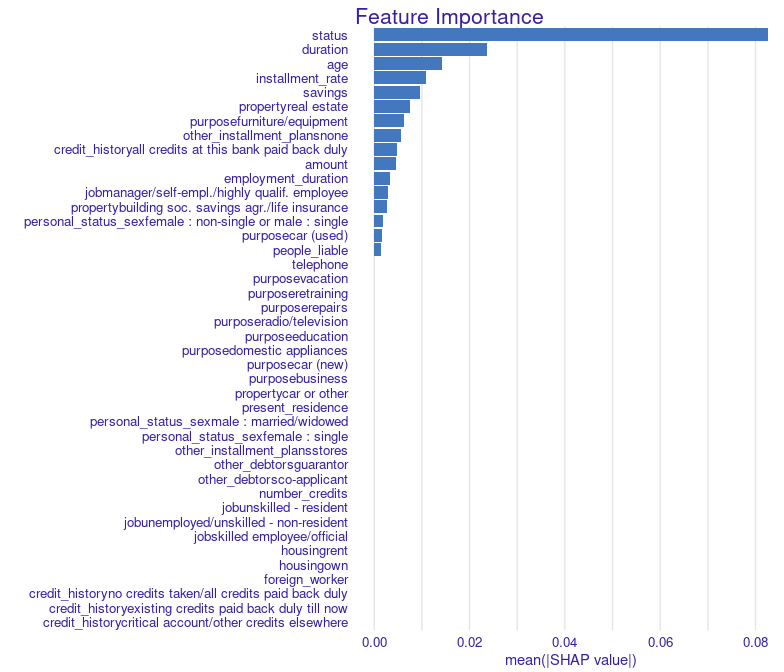 Feature Importance
status
duration
age
installment_rate
savings
propertyreal estate
purposefurniture/equipment
other_installment_plansnone
credit_historyall credits at this bank paid back duly
amount
employment_duration
jobmanager/self-empl./highly qualif. employee
propertybuilding soc. savings agr./life insurance
personal_status_sexfemale : non-single or male : single
purposecar (used)
people_liable
telephone
purposevacation
purposeretraining
purposerepairs
purposeradio/television
purposeeducation
purposedomestic appliances
purposecar (new)
purposebusiness
propertycar or other
present_residence
personal_status_sexmale : married/widowed
personal_status_sexfemale : single
other_installment_plansstores
other_debtorsguarantor
other_debtorsco-applicant
number_credits
jobunskilled - resident
jobunemployed/unskilled - non-resident
jobskilled employee/official
housingrent
housingown
foreign_worker
credit_historyno credits taken/all credits paid back duly
credit_historyexisting credits paid back duly till now
credit_historycritical account/other credits elsewhere
0.00 0.02 0.04 0.06 0.08
mean(|SHAP value|)